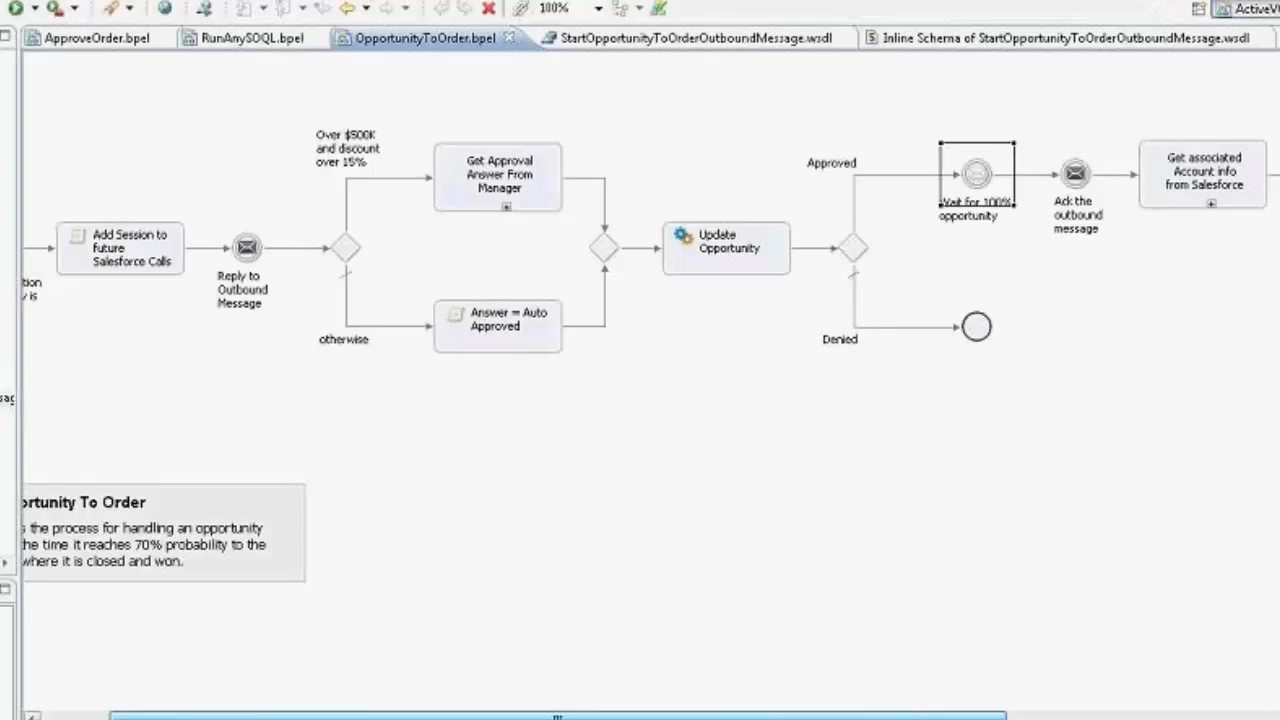 100%
ActiveV
ApproveOrder.bpel
RunAnySOQL.bpel
OpportunityToOrder.bpel
StartOpportunityToOrderOutboundMessage.wsdl
Inline Schema of StartOpportunityToOrderOutboundMessage.wsdl
Over $500K
and discount
over 15%
Get Approval
Answer From
Manager
Approved
Wait for 100%
opportunity
Ack the
outbound
message
Get associated
Account info
from Salesforce
Add Session to
future
Salesforce Calls
Reply to
Outbound
Message
Update
Opportunity
tion
y is
Answer = Auto
Approved
otherwise
Denied
sag
ortunity To Order
s the process for handling an opportunity
he time it reaches 70% probability to the
where it is closed and won.